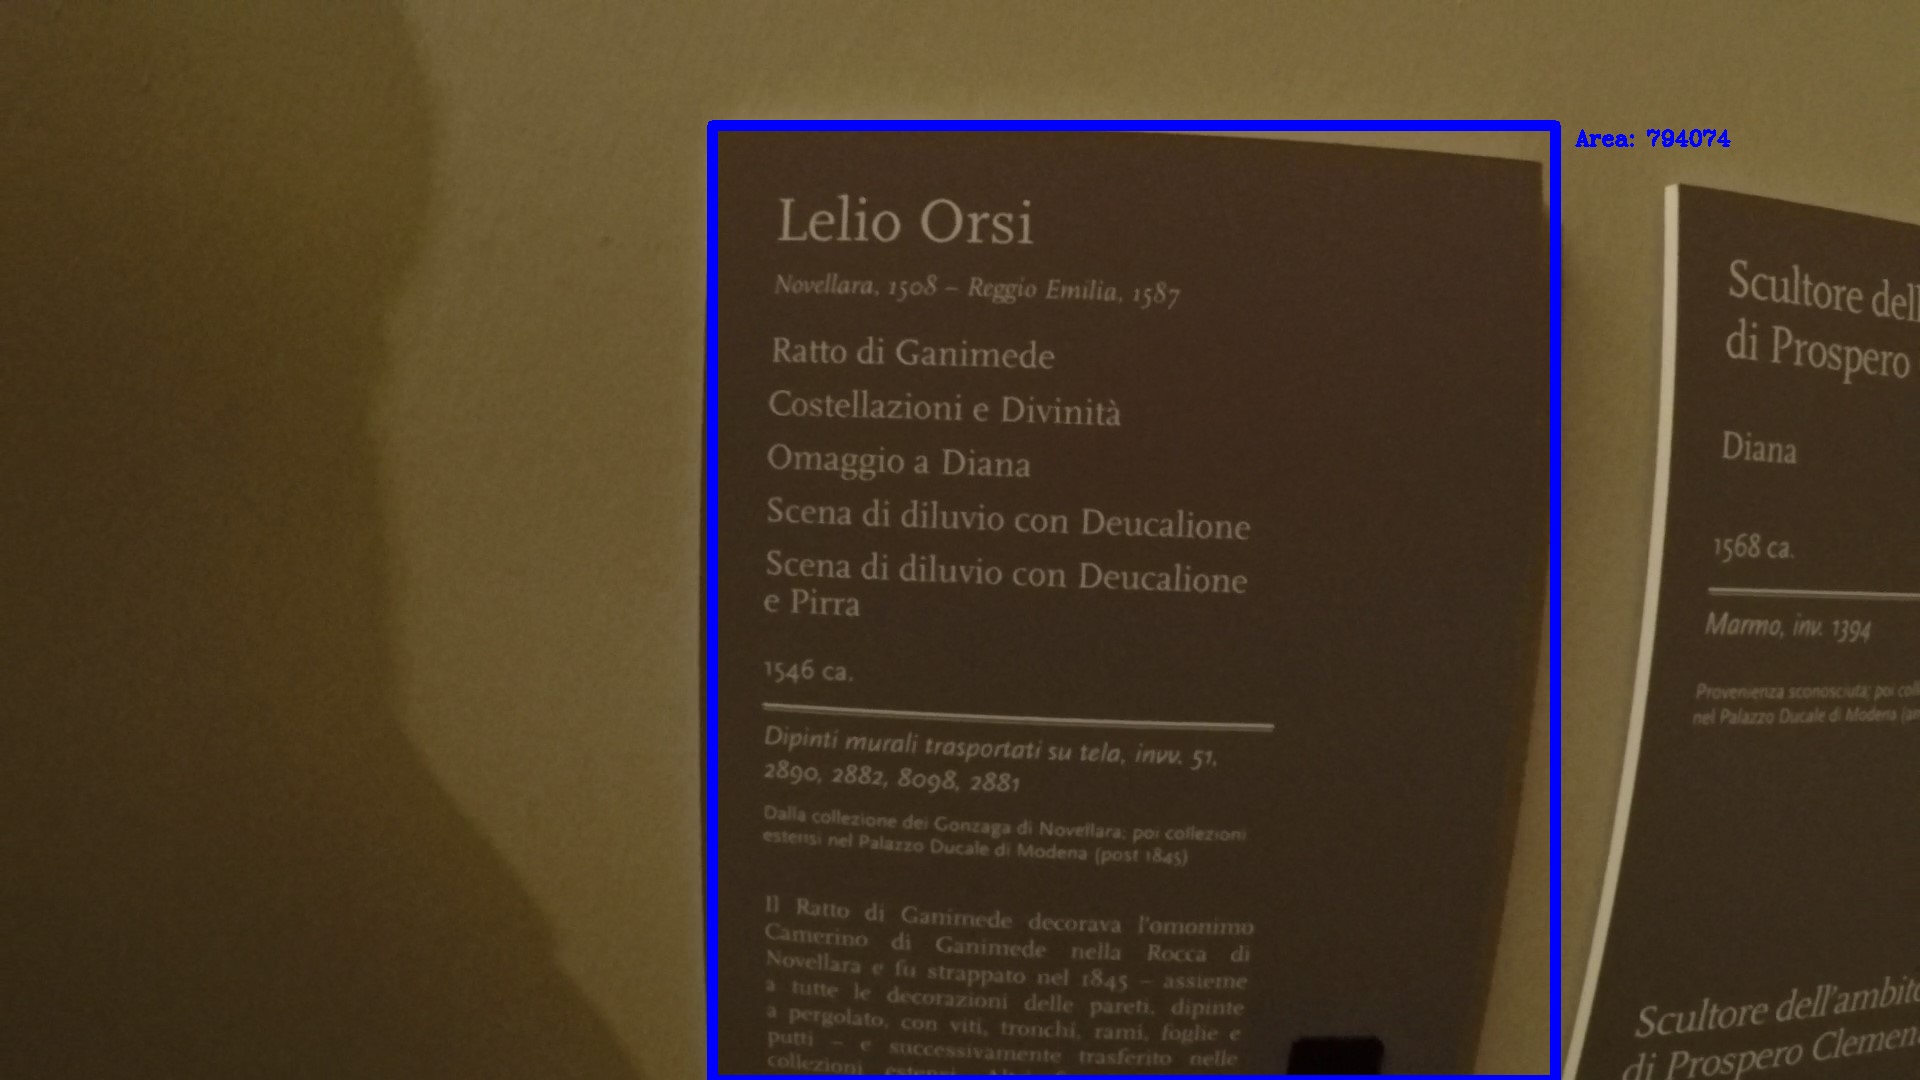 Area: 794074
Lelio Orsi
Novellara, 1508 – Reggio Emilia, 1587
Ratto di Ganimede
Costellazioni e Divinità
Omaggio a Diana
Scena di diluvio con Deucalione
Scena di diluvio con Deucalione
e Pirra
1546 ca.
Dipinti murali trasportati su tela, invv. 51,
2890, 2882, 8098, 2881
Dalla collezione dei Gonzaga di Novellara; poi collezioni
estensi nel Palazzo Ducale di Modena (post 1845)
Il Ratto di Ganimede decorava l'omonimo
Camerino di Ganimede nella Rocca di
Novellara e fu strappato nel 1845 – assieme
a tutte le decorazioni delle pareti, dipinte
a pergolato, con viti, tronchi, rami, foglie e
putti – e successivamente trasferito nelle
collezioni estensi.
Scultore dell
di Prospero
Diana
1568 ca.
Marmo, inv. 1394
Provenienza sconosciuta; poi coll
nel Palazzo Ducale di Modena (an
Scultore dell'ambito
di Prospero Clemen